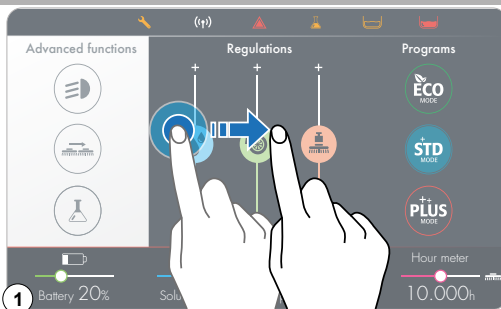 Advanced functions
Regulations
Programs
+
+
+
ECO
MODE
+
STD
MODE
++
PLUS
MODE
Hour meter
1
Battery 20%
10.000h